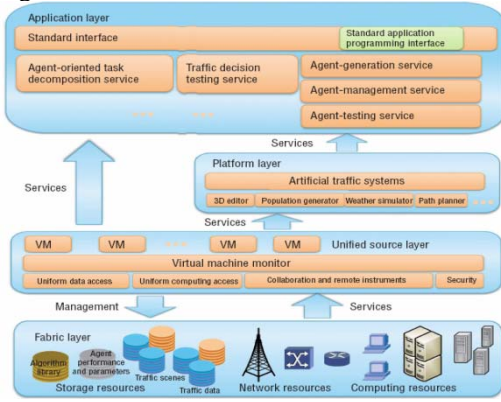 Application layer
Standard interface
Standard application
programming interface
Agent-oriented task
decomposition service
Traffic decision
testing service
Agent-generation service
Agent-management service
Agent-testing service
Services
Services
Platform layer
Artificial traffic systems
3D editor
Population generator
Weather simulator
Path planner
Services
VM
VM
VM
VM
Unified source layer
Virtual machine monitor
Uniform data access
Uniform computing access
Collaboration and remote instruments
Security
Management
Services
Fabric layer
Algorithm
library
Agent
performance
and parameters
Traffic scenes
Traffic data
Storage resources
Network resources
Computing resources